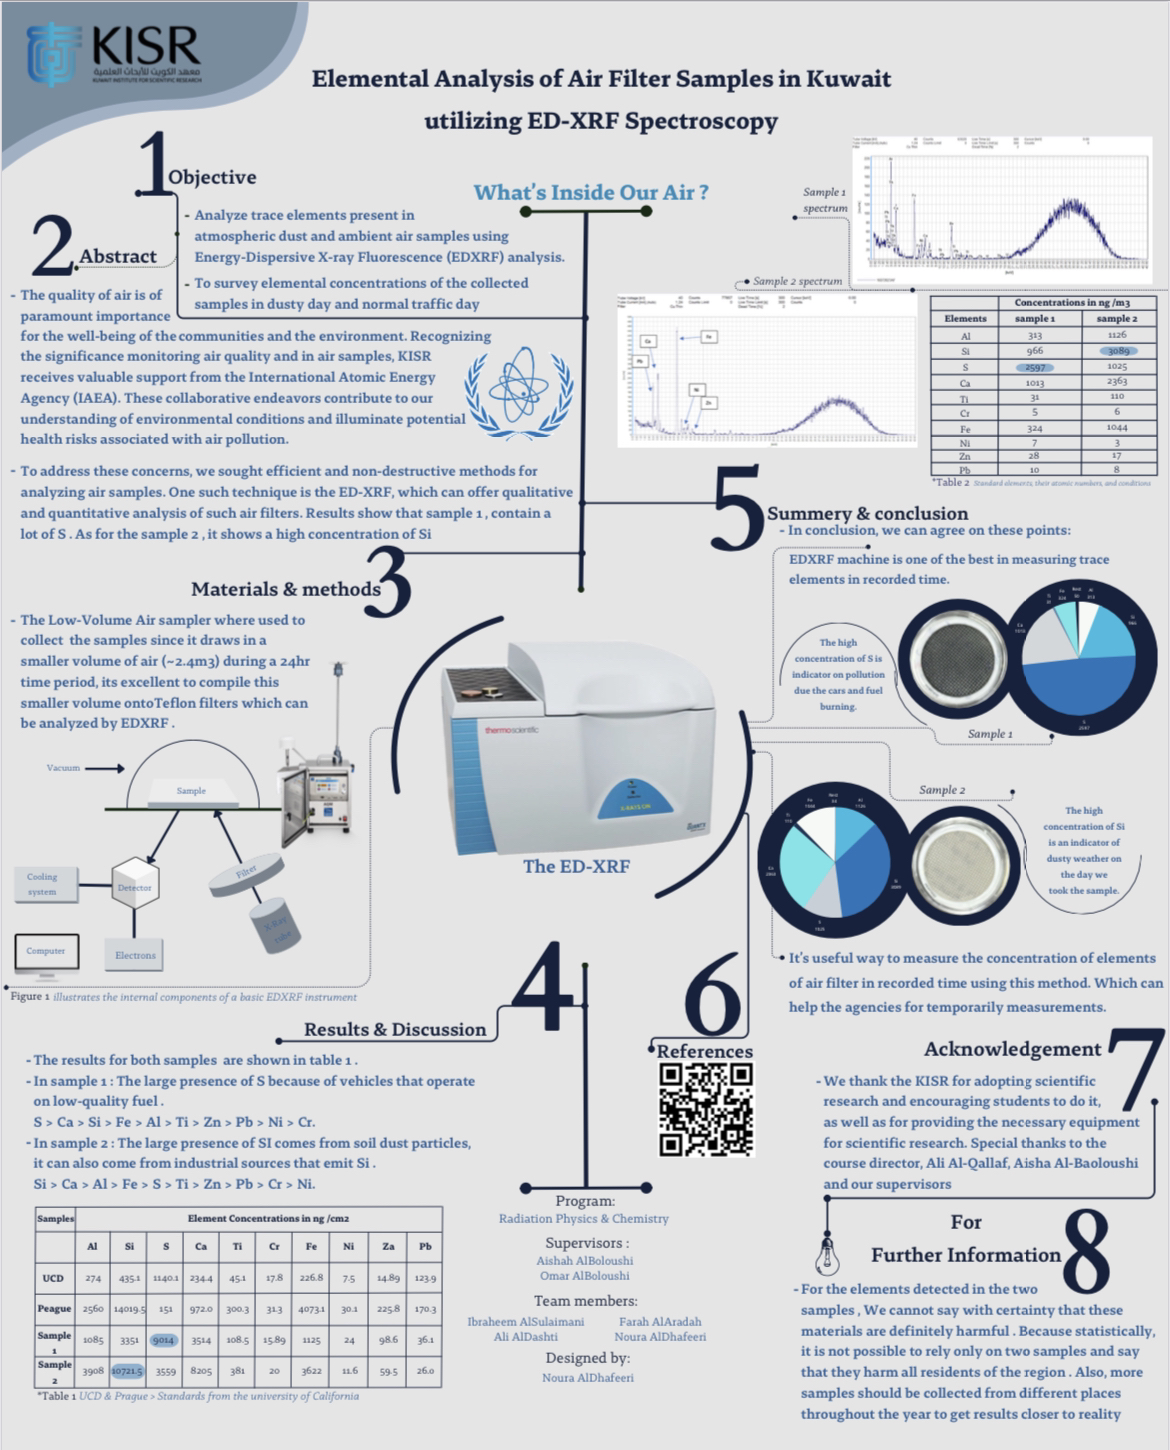 KISR
معهد الكويت للأبحاث العلمية
KUWAIT INSTITUTE FOR SCIENTIFIC RESEARCH
Elemental Analysis of Air Filter Samples in Kuwait
utilizing ED-XRF Spectroscopy
What's Inside Our Air ?
1
Objective
- Analyze trace elements present in
atmospheric dust and ambient air samples using
Energy-Dispersive X-ray Fluorescence (EDXRF) analysis.
- To survey elemental concentrations of the collected
samples in dusty day and normal traffic day
2
Abstract
- The quality of air is of
paramount importance
for the well-being of the communities and the environment. Recognizing
the significance monitoring air quality and in air samples, KISR
receives valuable support from the International Atomic Energy
Agency (IAEA). These collaborative endeavors contribute to our
understanding of environmental conditions and illuminate potential
health risks associated with air pollution.
- To address these concerns, we sought efficient and non-destructive methods for
analyzing air samples. One such technique is the ED-XRF, which can offer qualitative
and quantitative analysis of such air filters. Results show that sample 1 , contain a
lot of S . As for the sample 2 , it shows a high concentration of Si
3
Materials & methods
- The Low-Volume Air sampler where used to
collect the samples since it draws in a
smaller volume of air (~2.4m3) during a 24hr
time period, its excellent to compile this
smaller volume ontoTeflon filters which can
be analyzed by EDXRF .
Vacuum
Sample
Cooling
system
Detector
Filter
X-Ray
tube
Computer
Electrons
Figure 1 illustrates the internal components of a basic EDXRF instrument
thermoscientific
X-RAYS ON
The ED-XRF
4
Results & Discussion
- The results for both samples are shown in table 1 .
- In sample 1 : The large presence of S because of vehicles that operate
on low-quality fuel .
S > Ca > Si > Fe > Al > Ti > Zn > Pb > Ni > Cr.
- In sample 2 : The large presence of SI comes from soil dust particles,
it can also come from industrial sources that emit Si .
Si > Ca > Al > Fe > S > Ti > Zn > Pb > Cr > Ni.
Samples Element Concentrations in ng /cm2
Al Si S Ca Ti Cr Fe Ni Za Pb
UCD 274 435.1 1140.1 234.4 45.1 17.8 226.8 7.5 14.89 123.9
Peague 2560 14019.5 151 972.0 300.3 31.3 4073.1 30.1 225.8 170.3
Sample 1 1085 3351 9014 3514 108.5 15.89 1125 24 98.6 36.1
Sample 2 3908 10721.5 3559 8205 381 20 3622 11.6 59.5 26.0
*Table 1 UCD & Prague > Standards from the university of California
Sample 1
spectrum
Sample 2 spectrum
Ca
Fe
Pb
Ni
Zn
Concentrations in ng /m3
Elements sample 1 sample 2
Al 313 1126
Si 966 3089
S 2597 1025
Ca 1013 2363
Ti 31 110
Cr 5 6
Fe 324 1044
Ni 7 3
Zn 28 17
Pb 10 8
*Table 2 Standard elements, their atomic numbers, and conditions
5
Summery & conclusion
- In conclusion, we can agree on these points:
EDXRF machine is one of the best in measuring trace
elements in recorded time.
The high
concentration of S is
indicator on pollution
due the cars and fuel
burning.
Sample 1
Sample 2
The high
concentration of Si
is an indicator of
dusty weather on
the day we
took the sample.
It's useful way to measure the concentration of elements
of air filter in recorded time using this method. Which can
help the agencies for temporarily measurements.
6
References
Program:
Radiation Physics & Chemistry
Supervisors :
Aishah AlBoloushi
Omar AlBoloushi
Team members:
Ibraheem AlSulaimani Farah AlAradah
Ali AlDashti Noura AlDhafeeri
Designed by:
Noura AlDhafeeri
7
Acknowledgement
- We thank the KISR for adopting scientific
research and encouraging students to do it,
as well as for providing the necessary equipment
for scientific research. Special thanks to the
course director, Ali Al-Qallaf, Aisha Al-Baoloushi
and our supervisors
8
For
Further Information
- For the elements detected in the two
samples , We cannot say with certainty that these
materials are definitely harmful . Because statistically,
it is not possible to rely only on two samples and say
that they harm all residents of the region . Also, more
samples should be collected from different places
throughout the year to get results closer to reality